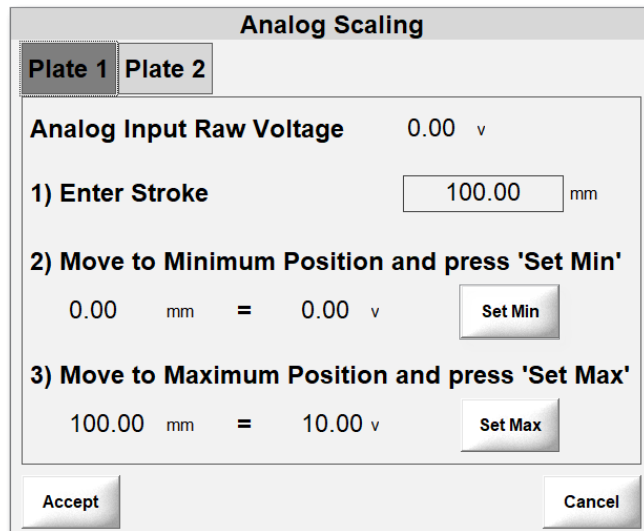 Analog Scaling
Plate 1 Plate 2
Analog Input Raw Voltage 0.00 v
1) Enter Stroke 100.00 mm
2) Move to Minimum Position and press 'Set Min'
0.00 mm = 0.00 v Set Min
3) Move to Maximum Position and press 'Set Max'
100.00 mm = 10.00 v Set Max
Accept Cancel